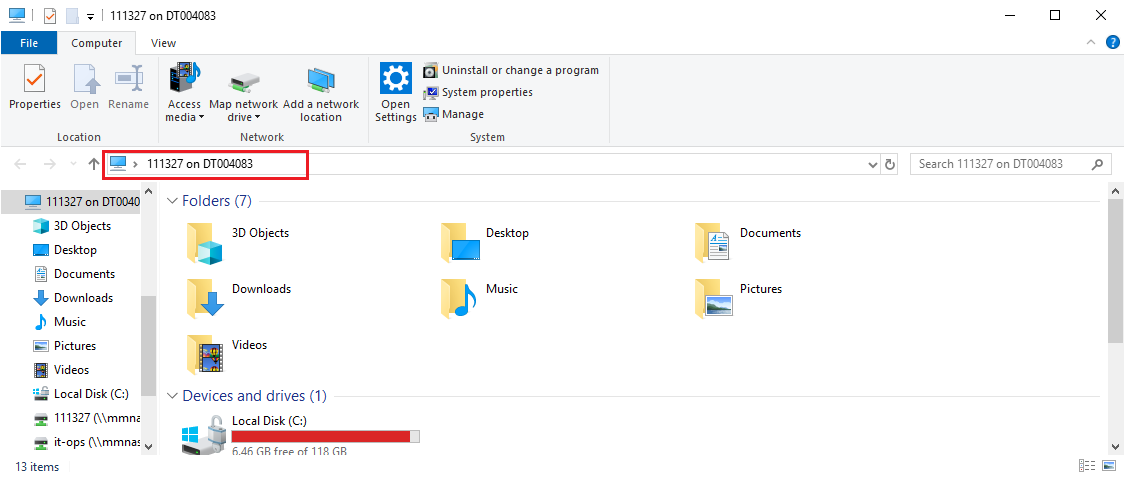 111327 on DT004083
File Computer View
Properties Open Rename Access media Map network drive Add a network location Open Settings Uninstall or change a program
System properties
Manage
Location Network System
111327 on DT004083 Search 111327 on DT004083
111327 on DT0040
3D Objects
Desktop
Documents
Downloads
Music
Pictures
Videos
Local Disk (C:)
111327 (\\mmnas
it-ops (\\mmnas
Folders (7)
3D Objects Desktop Documents
Downloads Music Pictures
Videos
Devices and drives (1)
Local Disk (C:)
6.46 GB free of 118 GB
13 items